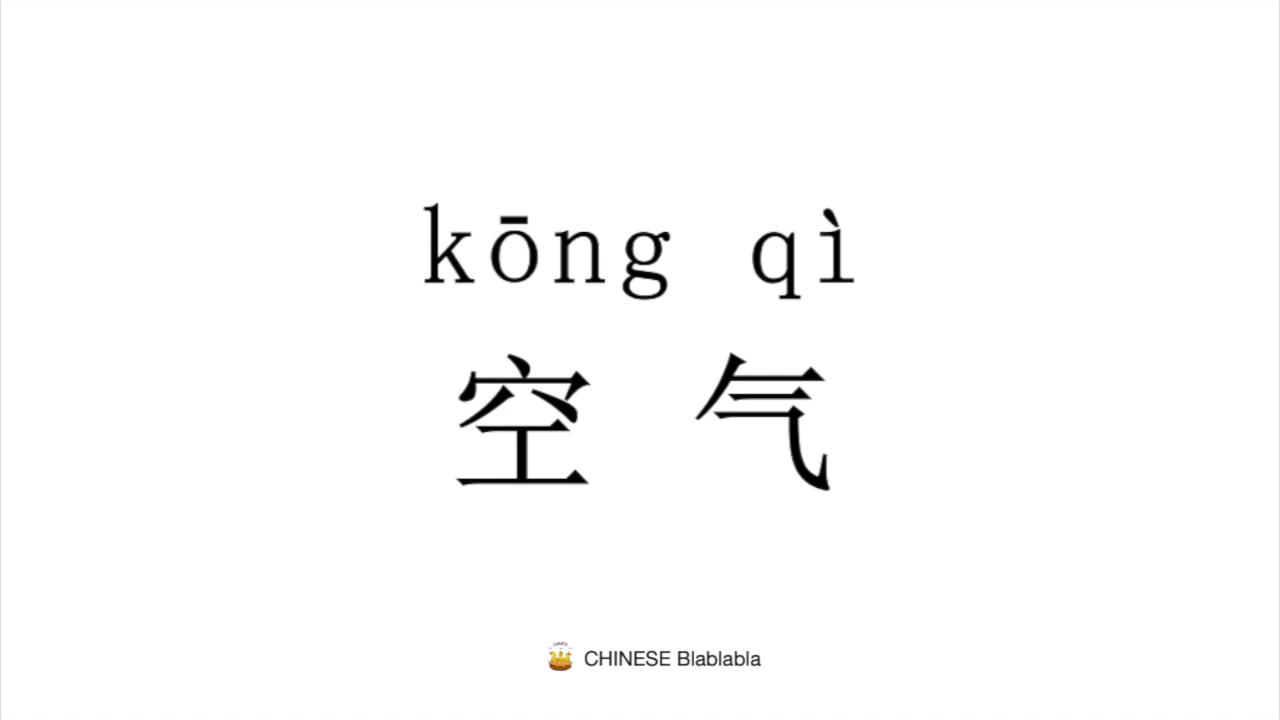 kōng qì
空 气
CHINESE Blablabla